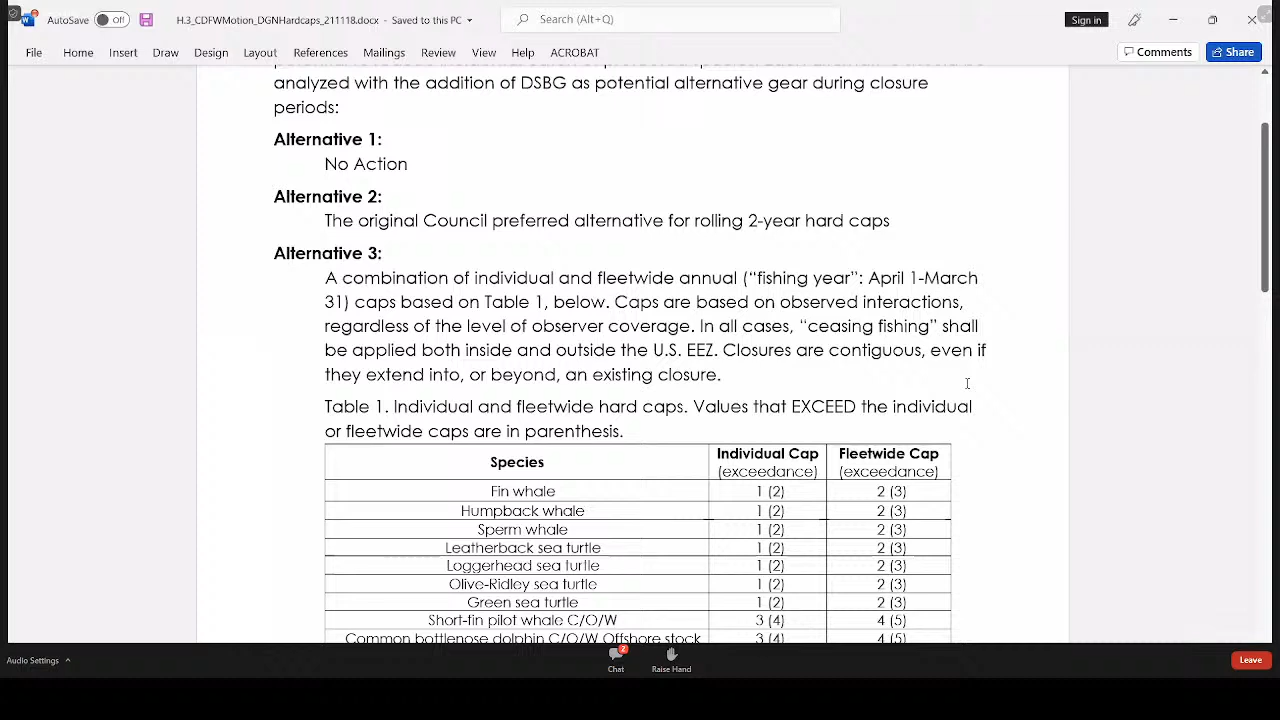 AutoSave Off H.3_CDFWMotion_DGNHardcaps_211118.docx - Saved to this PC Search (Alt+Q) Sign in
File Home Insert Draw Design Layout References Mailings Review View Help ACROBAT Comments Share
analyzed with the addition of DSBG as potential alternative gear during closure
periods:
Alternative 1:
No Action
Alternative 2:
The original Council preferred alternative for rolling 2-year hard caps
Alternative 3:
A combination of individual and fleetwide annual (“fishing year”: April 1-March
31) caps based on Table 1, below. Caps are based on observed interactions,
regardless of the level of observer coverage. In all cases, “ceasing fishing” shall
be applied both inside and outside the U.S. EEZ. Closures are contiguous, even if
they extend into, or beyond, an existing closure.
Table 1. Individual and fleetwide hard caps. Values that EXCEED the individual
or fleetwide caps are in parenthesis.
Species Individual Cap (exceedance) Fleetwide Cap (exceedance)
Fin whale 1 (2) 2 (3)
Humpback whale 1 (2) 2 (3)
Sperm whale 1 (2) 2 (3)
Leatherback sea turtle 1 (2) 2 (3)
Loggerhead sea turtle 1 (2) 2 (3)
Olive-Ridley sea turtle 1 (2) 2 (3)
Green sea turtle 1 (2) 2 (3)
Short-fin pilot whale C/O/W 3 (4) 4 (5)
Common bottlenose dolphin C/O/W Offshore stock 3 (4) 4 (5)
Audio Settings Chat 2 Raise Hand Leave